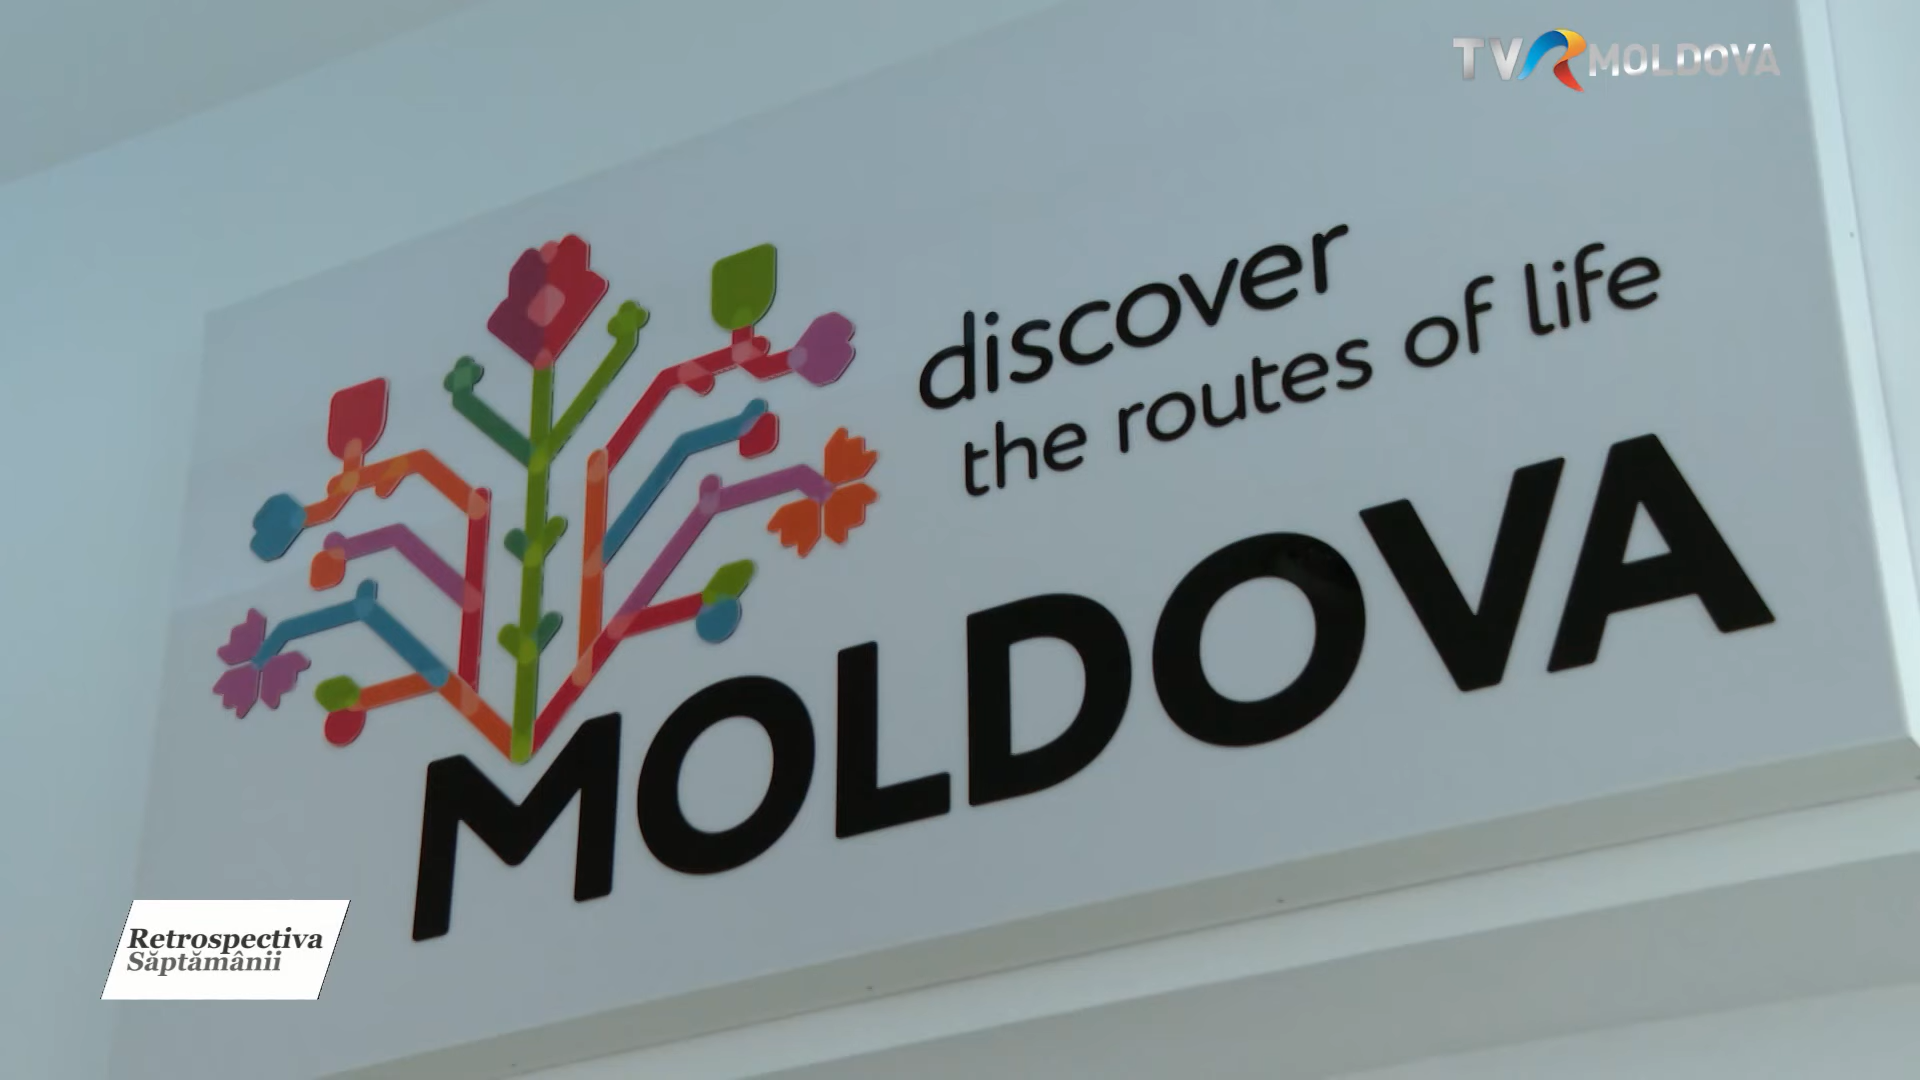 TVR MOLDOVA
discover
the routes of life
MOLDOVA
Retrospectiva
Săptămânii